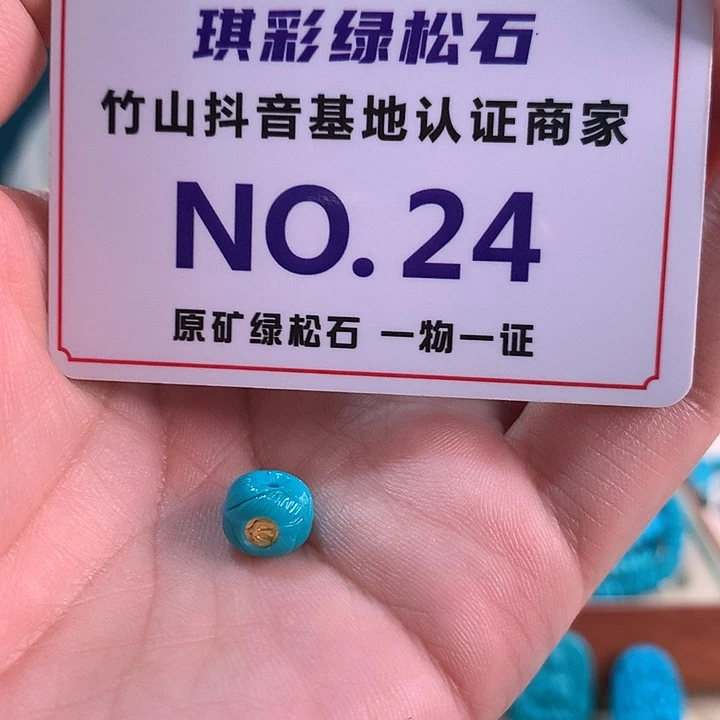 琪彩绿松石
竹山抖音基地认证商家
NO.24
原矿绿松石 一物一证